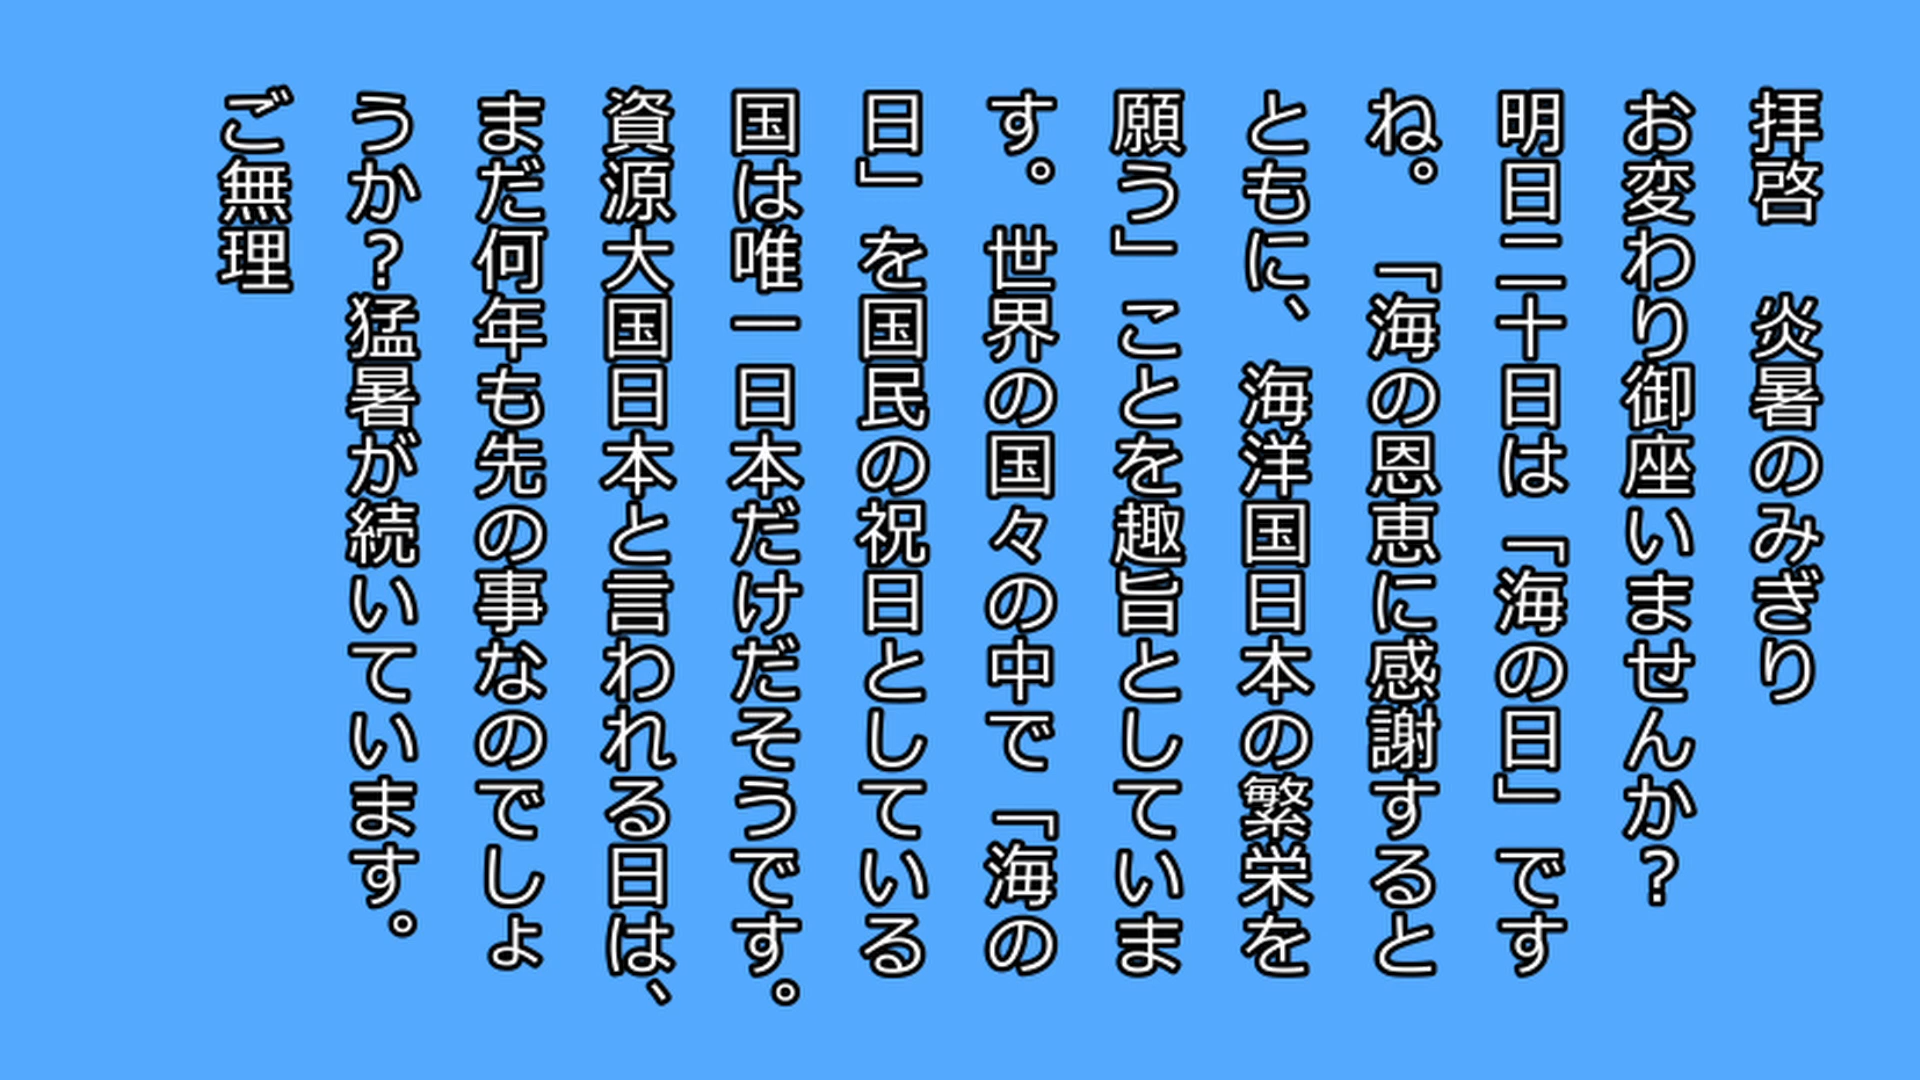 拝啓　炎暑のみぎり
お変わり御座いませんか？
明日二十日は「海の日」です
ね。「海の恩恵に感謝すると
ともに、海洋国日本の繁栄を
願う」ことを趣旨としていま
す。世界の国々の中で「海の
日」を国民の祝日としている
国は唯一日本だけだそうです。
資源大国日本と言われる日は、
まだ何年も先の事なのでしょ
うか？猛暑が続いています。
ご無理